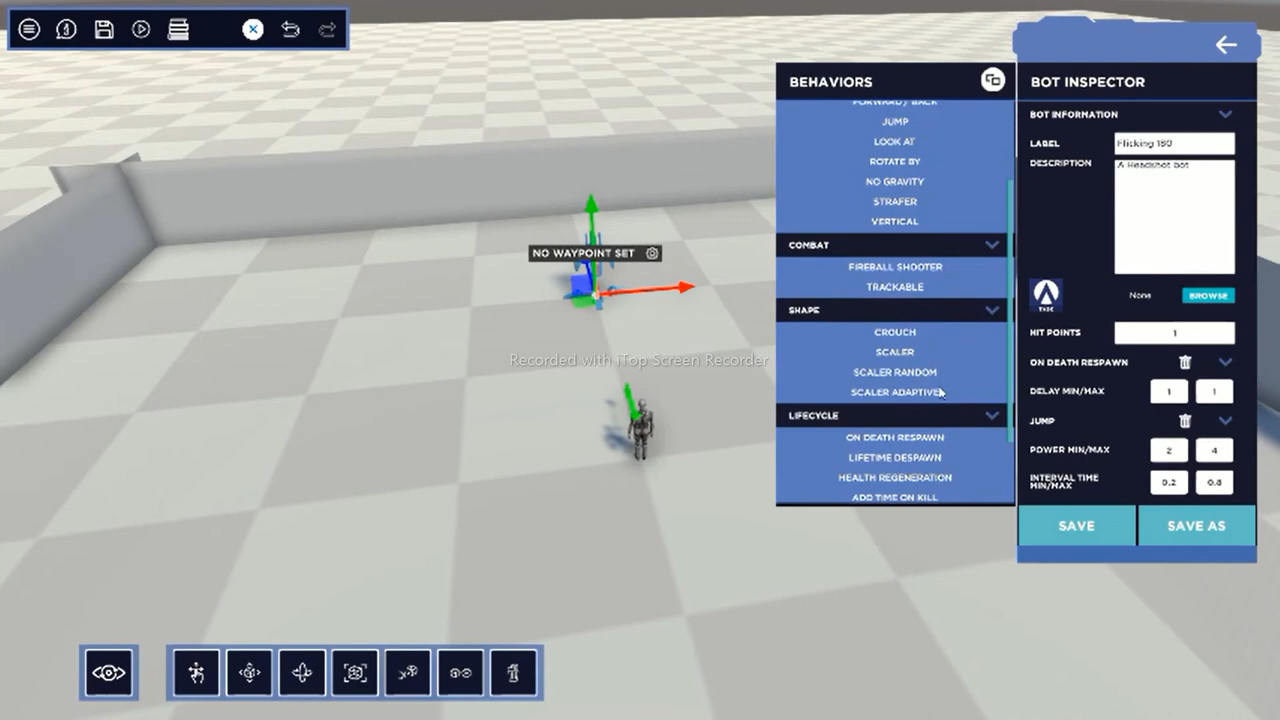 BEHAVIORS
FORWARD / BACK
JUMP
LOOK AT
ROTATE BY
NO GRAVITY
STRAFER
VERTICAL
COMBAT
FIREBALL SHOOTER
TRACKABLE
SHAPE
CROUCH
SCALER
SCALER RANDOM
SCALER ADAPTIVE
LIFECYCLE
ON DEATH RESPAWN
LIFETIME DESPAWN
HEALTH REGENERATION
ADD TIME ON KILL
BOT INSPECTOR
BOT INFORMATION
LABEL Flicking 180
DESCRIPTION A Headshot bot
None BROWSE
HIT POINTS 1
ON DEATH RESPAWN
DELAY MIN/MAX 1 1
JUMP
POWER MIN/MAX 2 4
INTERVAL TIME
MIN/MAX 0.2 0.8
SAVE SAVE AS
NO WAYPOINT SET
Recorded with iTop Screen Recorder